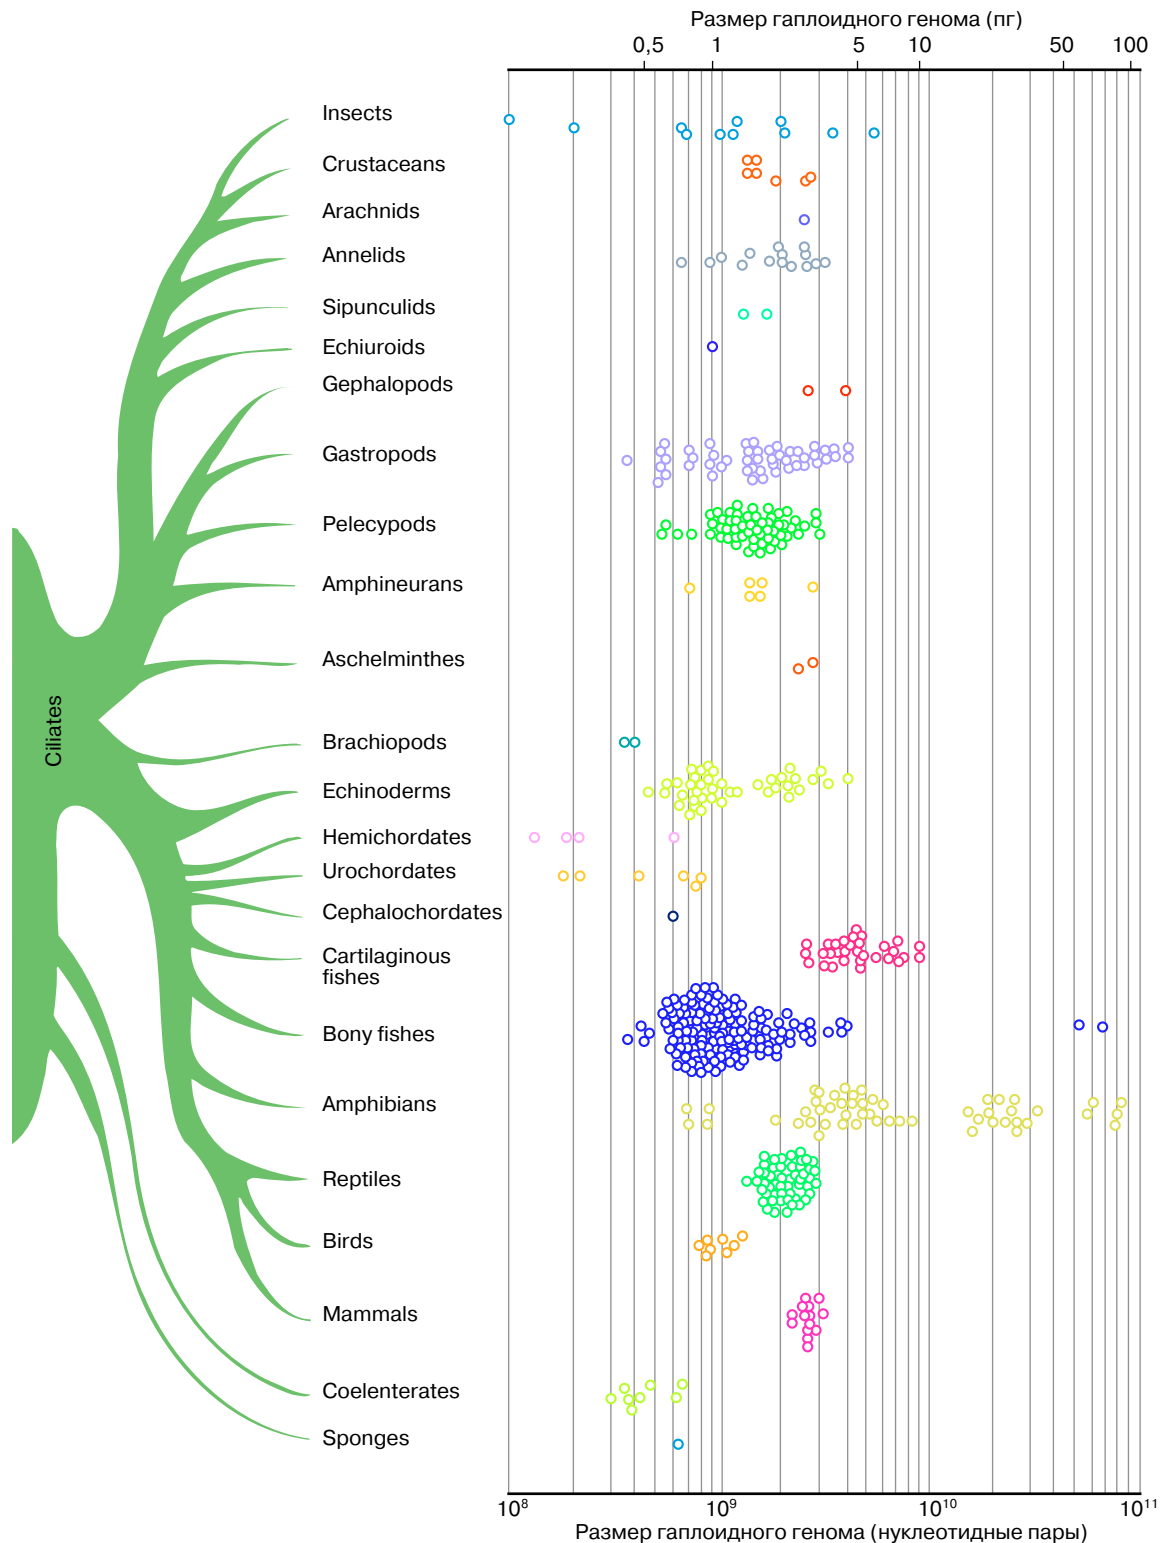 Размер гаплоидного генома (пг)
0,5 1 5 10 50 100
Insects
Crustaceans
Arachnids
Annelids
Sipunculids
Echiuroids
Gephalopods
Gastropods
Pelecypods
Amphineurans
Aschelminthes
Ciliates
Brachiopods
Echinoderms
Hemichordates
Urochordates
Cephalochordates
Cartilaginous
fishes
Bony fishes
Amphibians
Reptiles
Birds
Mammals
Coelenterates
Sponges
10⁸ 10⁹ 10¹⁰ 10¹¹
Размер гаплоидного генома (нуклеотидные пары)